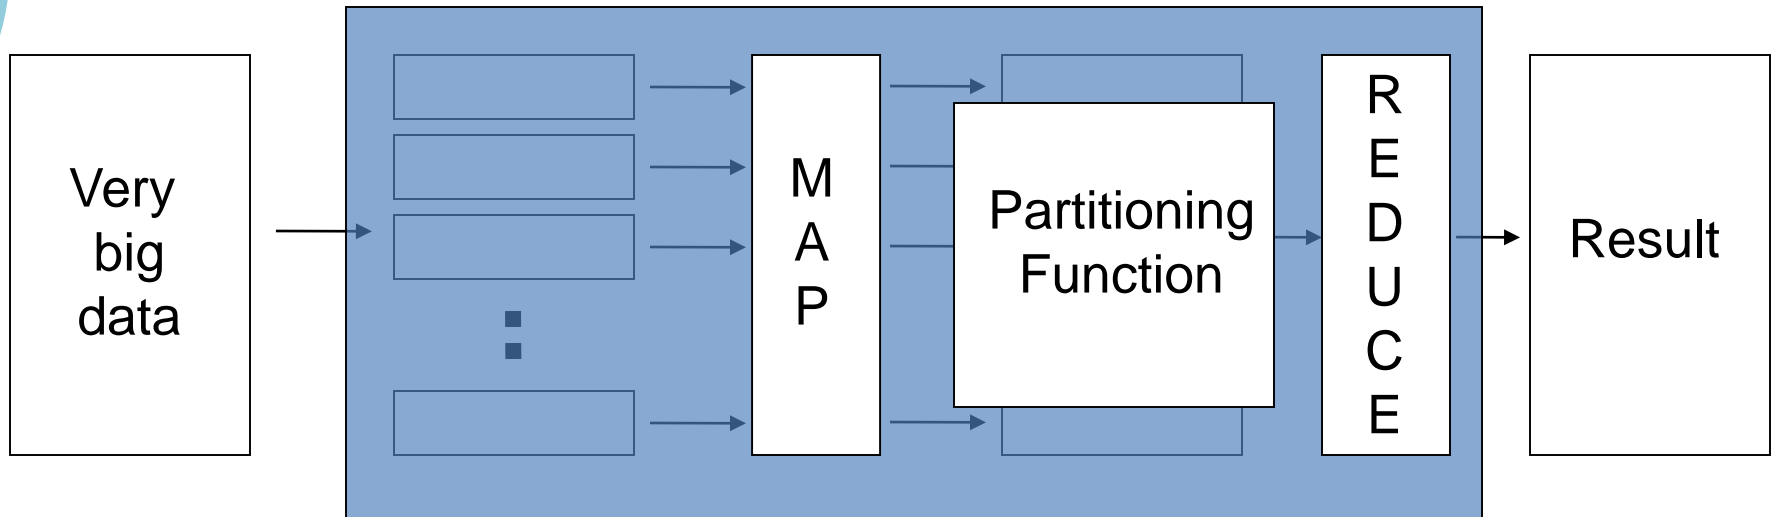 Very
big
data
M
A
P
Partitioning
Function
R
E
D
U
C
E
Result